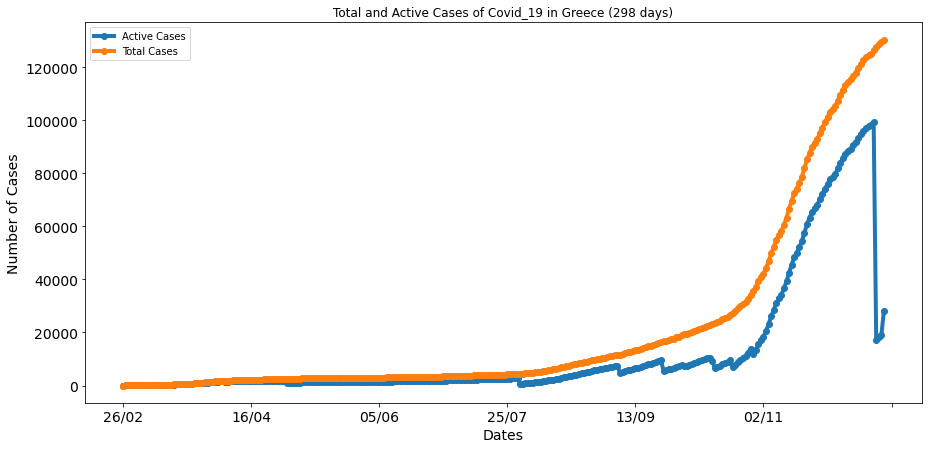 Total and Active Cases of Covid_19 in Greece (298 days)
Active Cases
Total Cases
120000
100000
80000
60000
40000
20000
0
Number of Cases
26/02 16/04 05/06 25/07 13/09 02/11
Dates